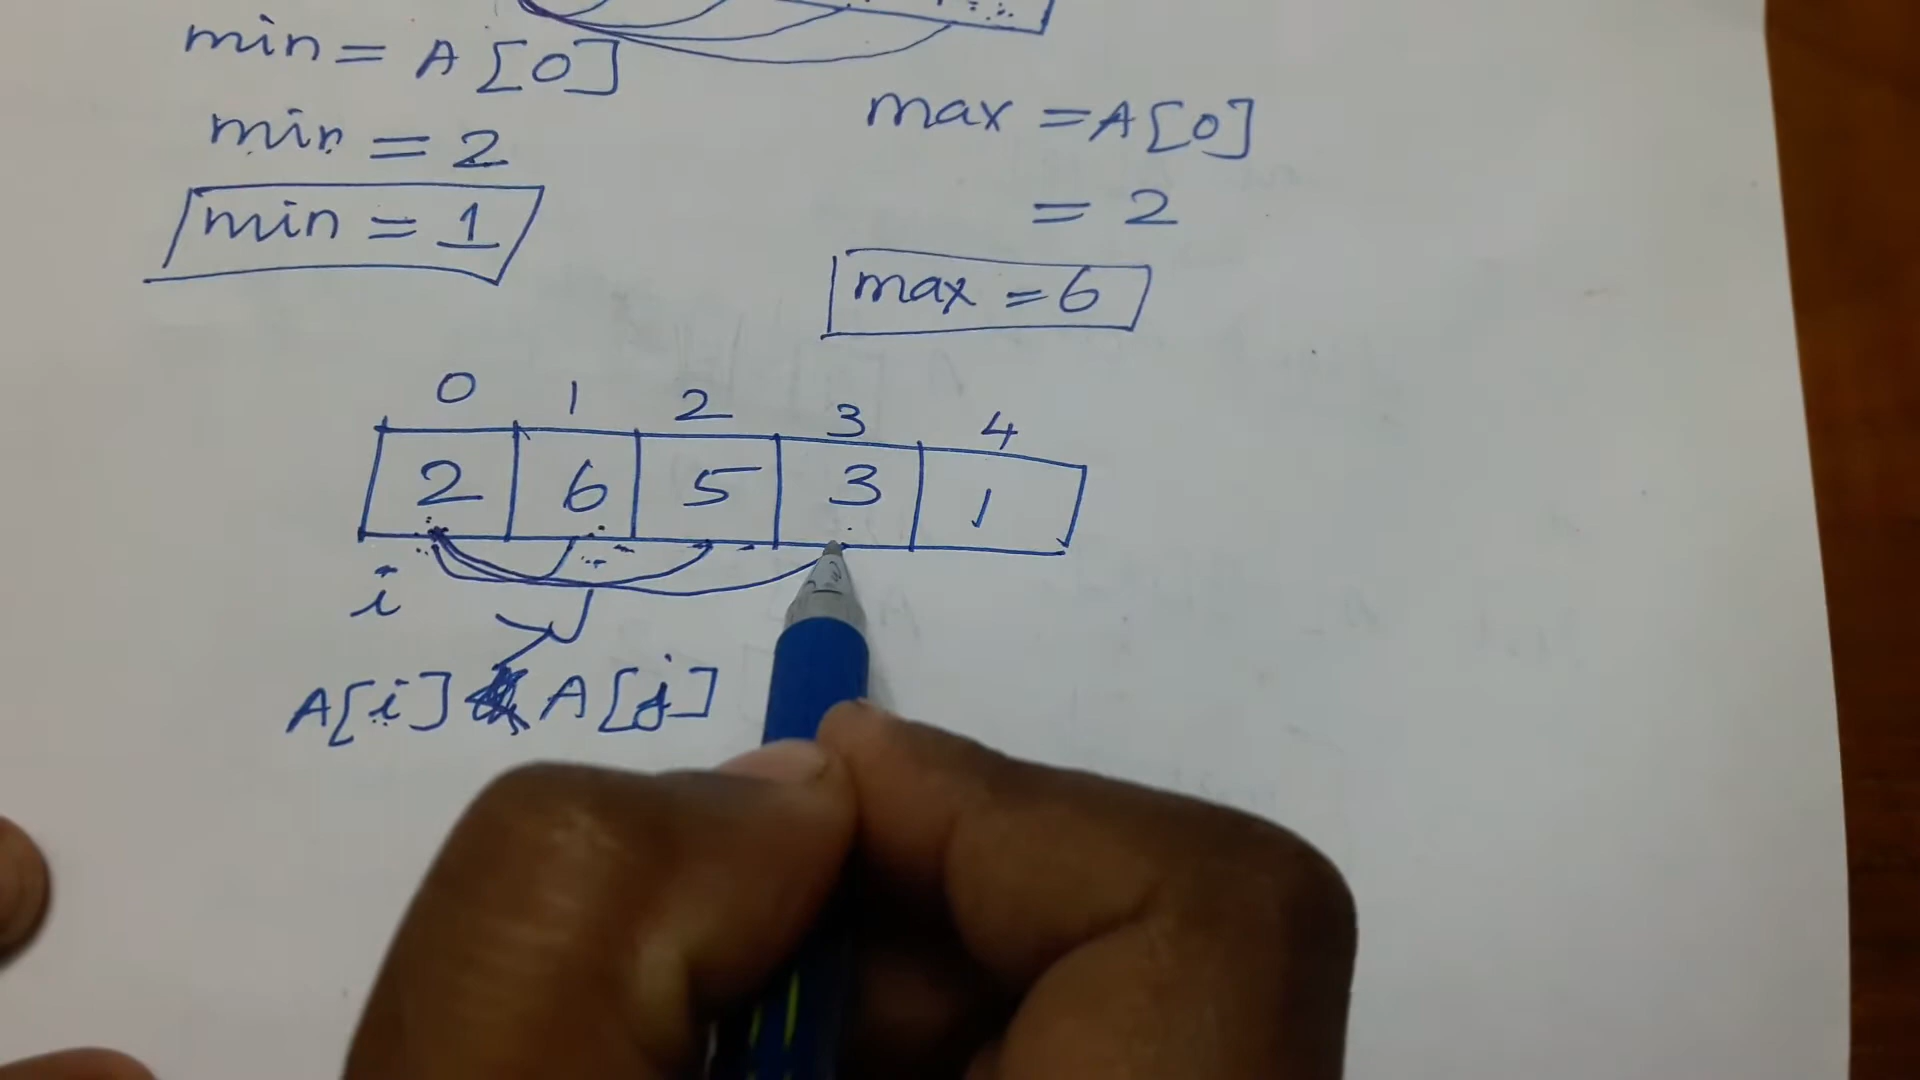 min = A[0]
min = 2
min = 1
max = A[0]
= 2
max = 6
0 1 2 3 4
2 6 5 3 1
i
>
A[i] A[j]